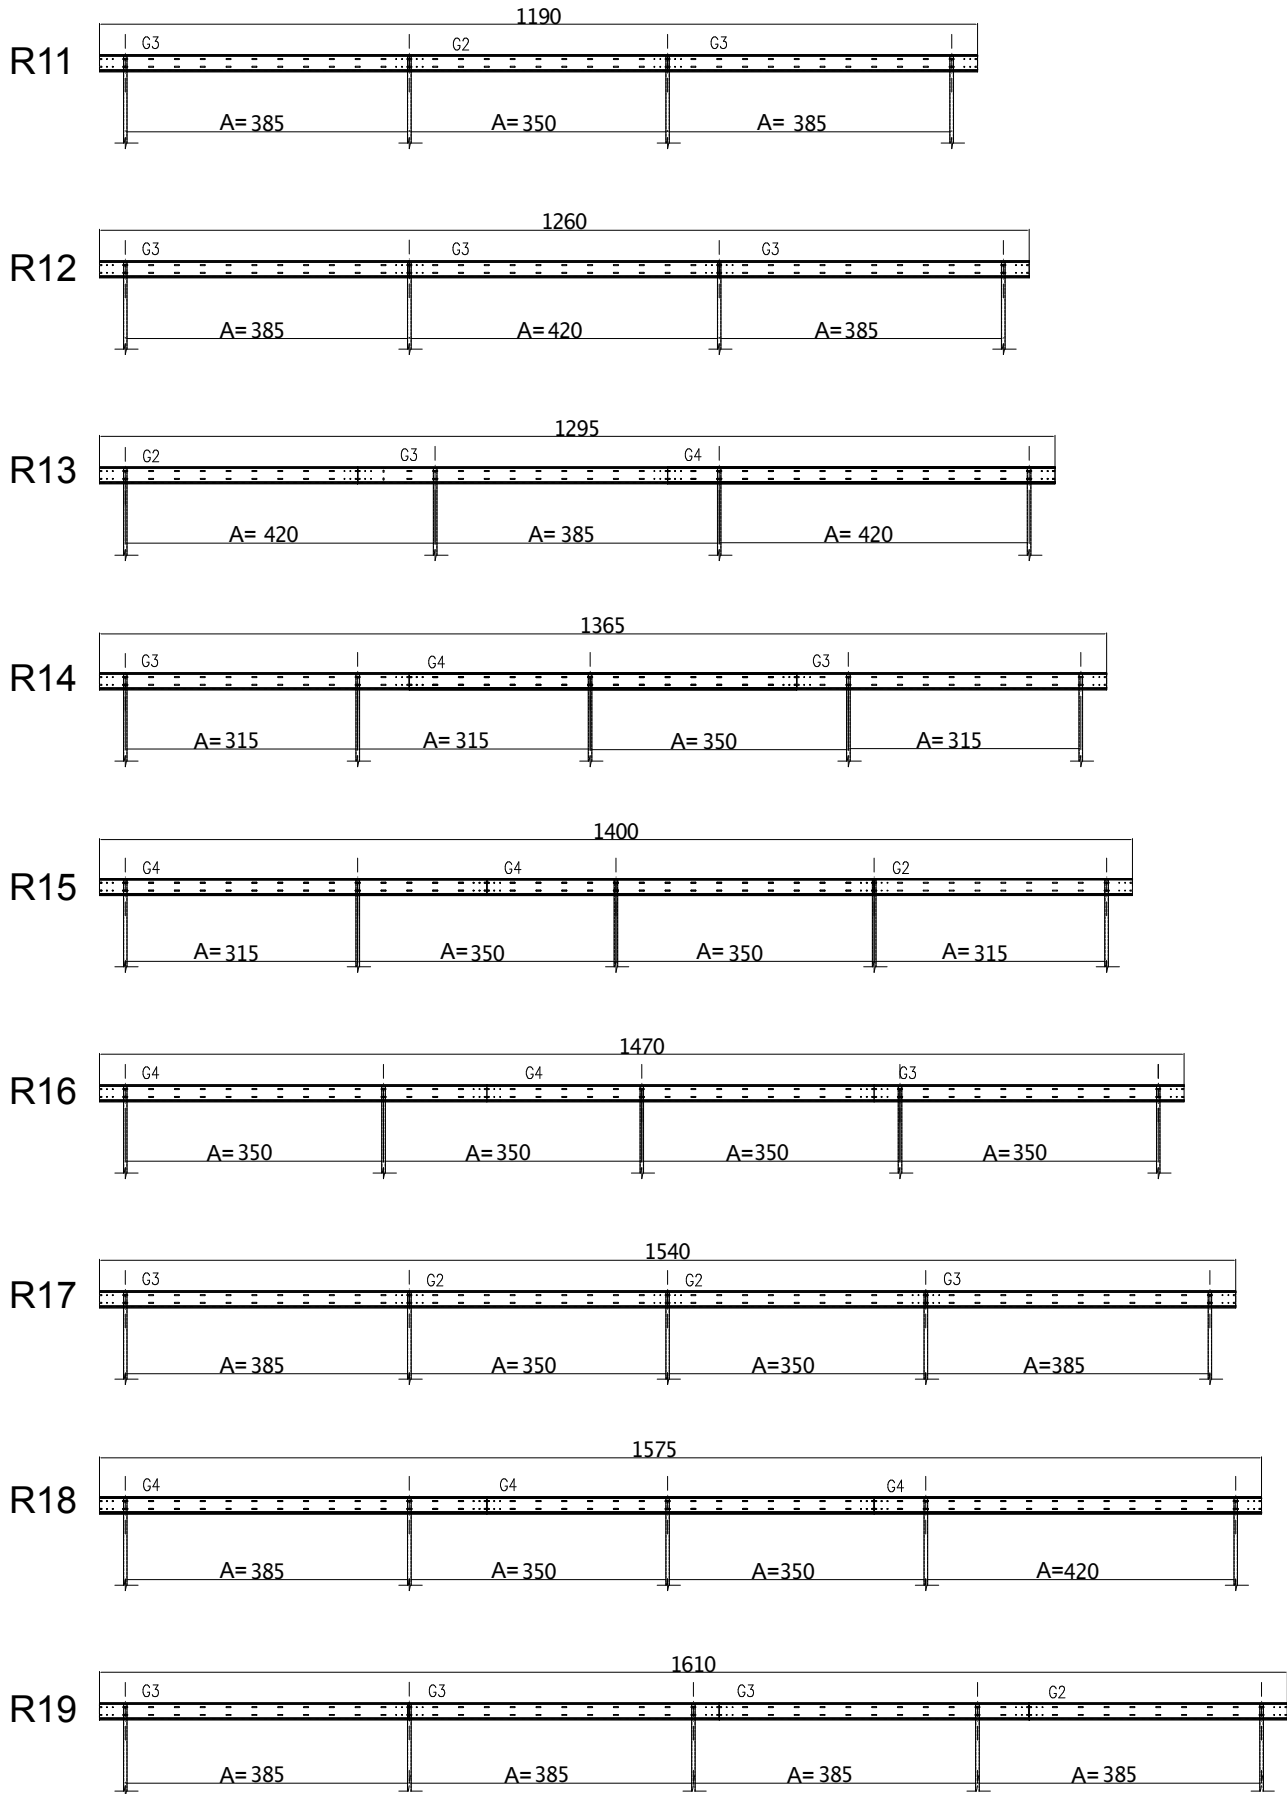 1190
R11 G3 G2 G3
A=385 A=350 A= 385
1260
R12 G3 G3 G3
A=385 A=420 A=385
1295
R13 G2 G3 G4
A= 420 A=385 A= 420
1365
R14 G3 G4 G3
A=315 A=315 A=350 A=315
1400
R15 G4 G4 G2
A=315 A=350 A=350 A=315
1470
R16 G4 G4 G3
A=350 A=350 A=350 A=350
1540
R17 G3 G2 G2 G3
A=385 A=350 A=350 A=385
1575
R18 G4 G4 G4
A=385 A=350 A=350 A=420
1610
R19 G3 G3 G3 G2
A=385 A=385 A=385 A=385